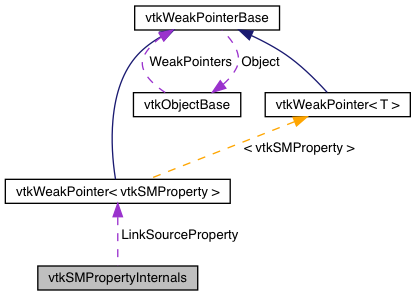 vtkWeakPointerBase
WeakPointers
Object
vtkObjectBase
vtkWeakPointer< T >
< vtkSMProperty >
vtkWeakPointer< vtkSMProperty >
LinkSourceProperty
vtkSMPropertyInternals